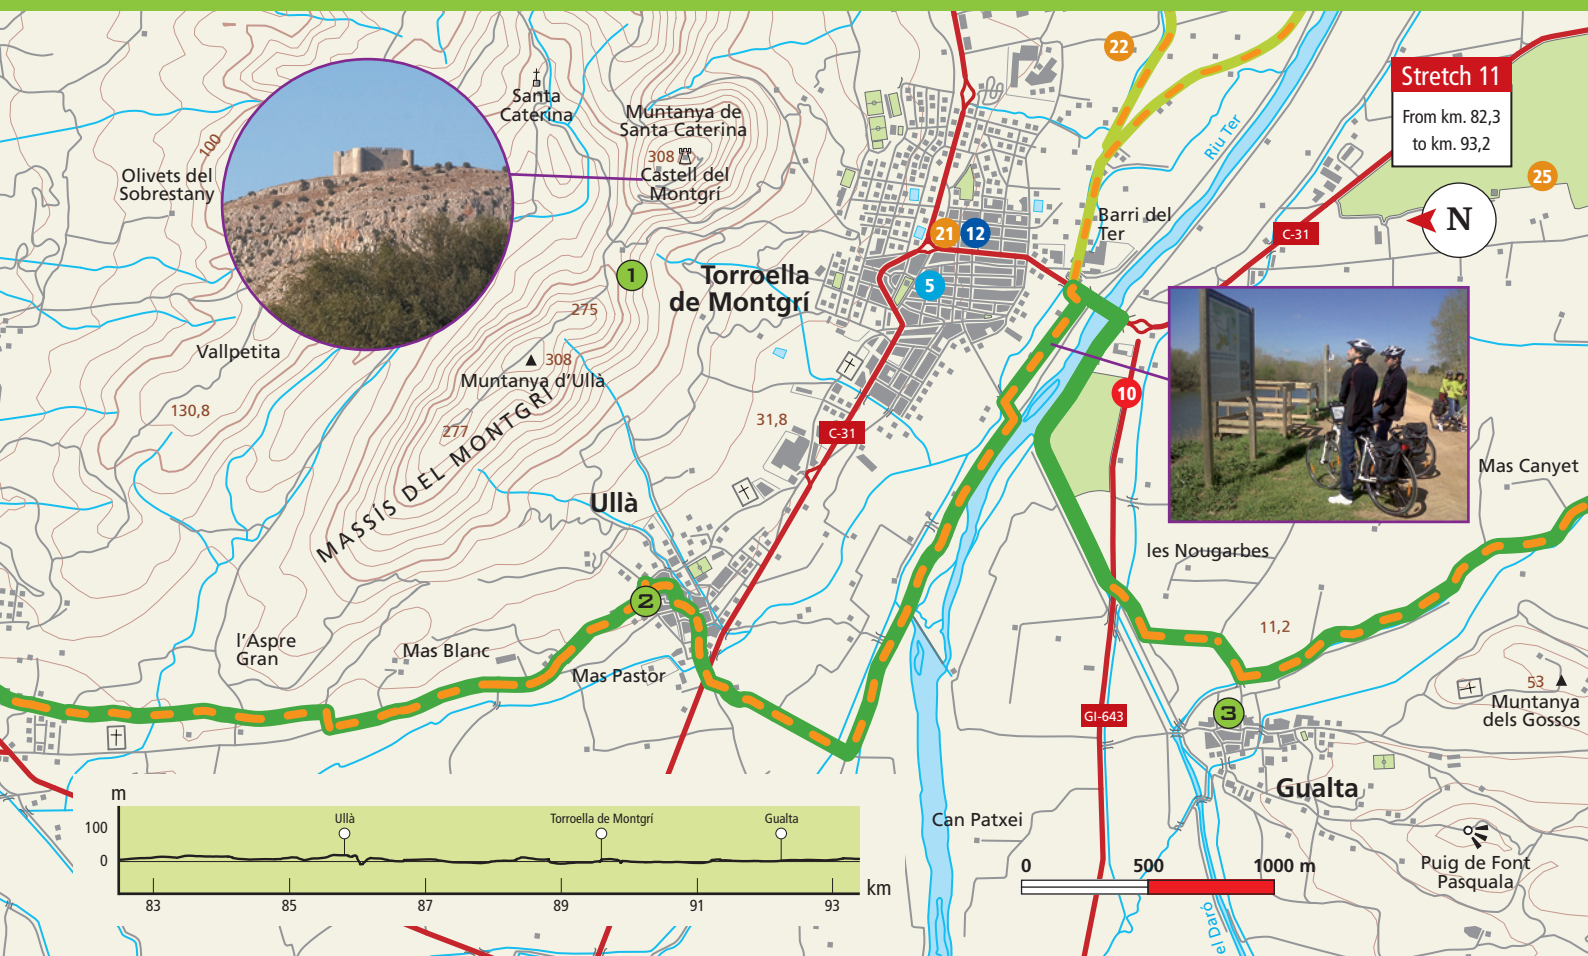 22
Stretch 11
From km. 82,3
to km. 93,2
Santa
Caterina
Muntanya de
Santa Caterina
308
Castell del
Montgrí
100
Olivets del
Sobrestany
Riu Ter
25
N
Barri del
Ter
C-31
21
12
1
Torroella
de Montgrí
5
275
Vallpetita
308
Muntanya d'Ullà
130,8
277
MASSÍS DEL MONTGRÍ
31,8
C-31
10
Mas Canyet
Ullà
les Nougarbes
2
11,2
l'Aspre
Gran
Mas Blanc
Mas Pastor
53
Muntanya
dels Gossos
3
GI-643
Gualta
Can Patxei
Puig de Font
Pasquala
el Daró
0
500
1000 m
m
100
0
Ullà
Torroella de Montgrí
Gualta
km
83
85
87
89
91
93